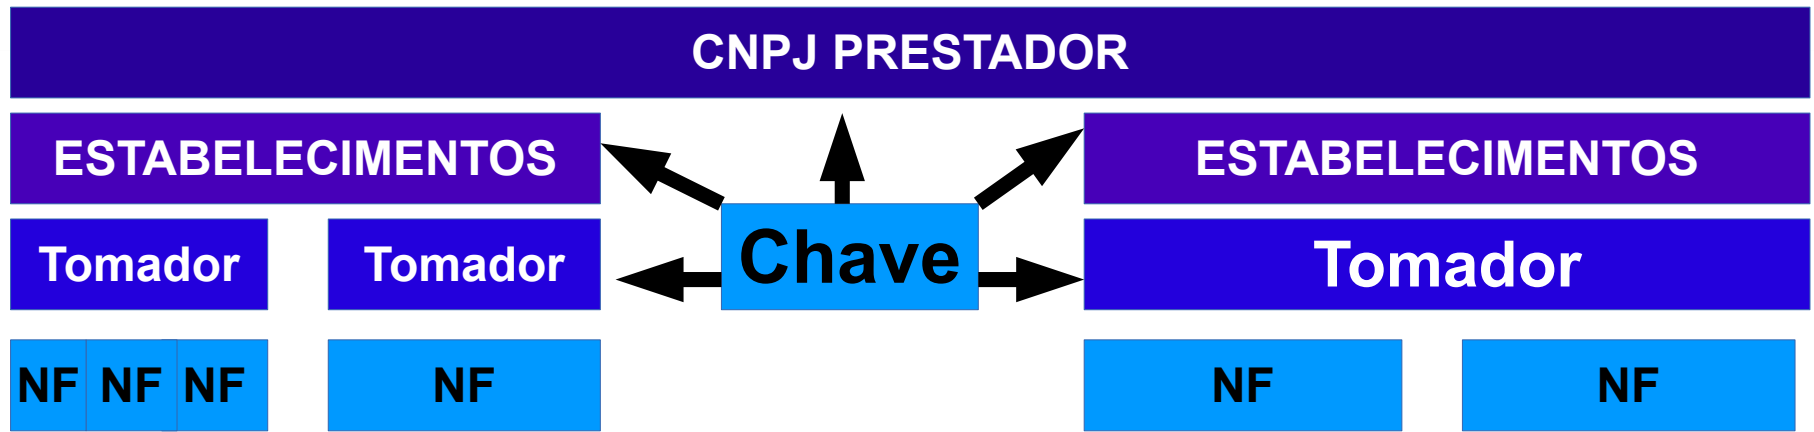 CNPJ PRESTADOR
ESTABELECIMENTOS
ESTABELECIMENTOS
Tomador
Tomador
Chave
Tomador
NF
NF
NF
NF
NF
NF